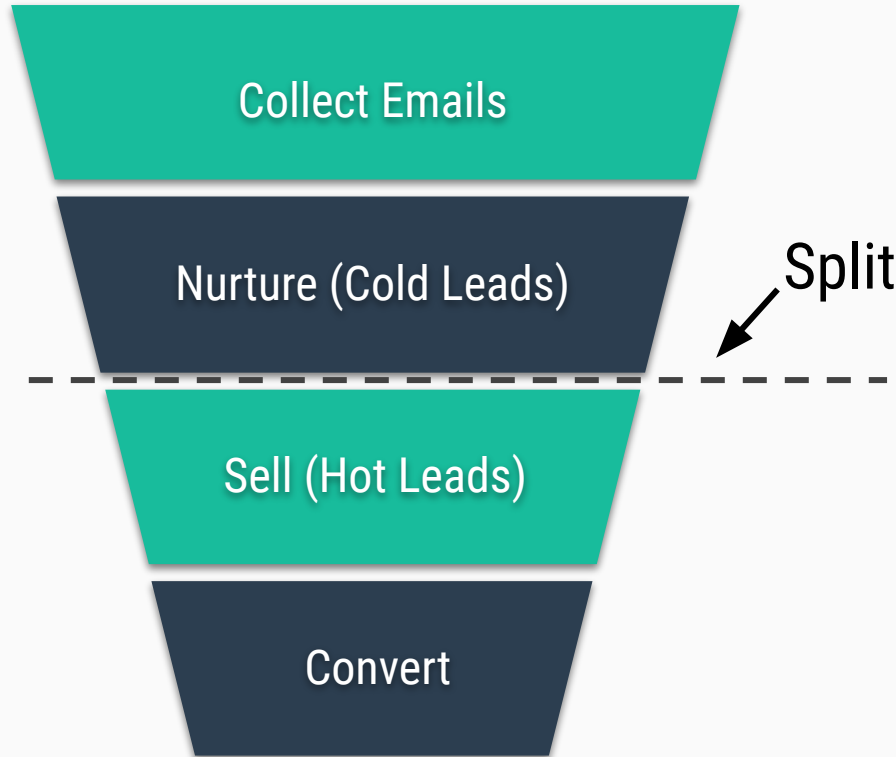 Collect Emails
Nurture (Cold Leads)
Split
Sell (Hot Leads)
Convert